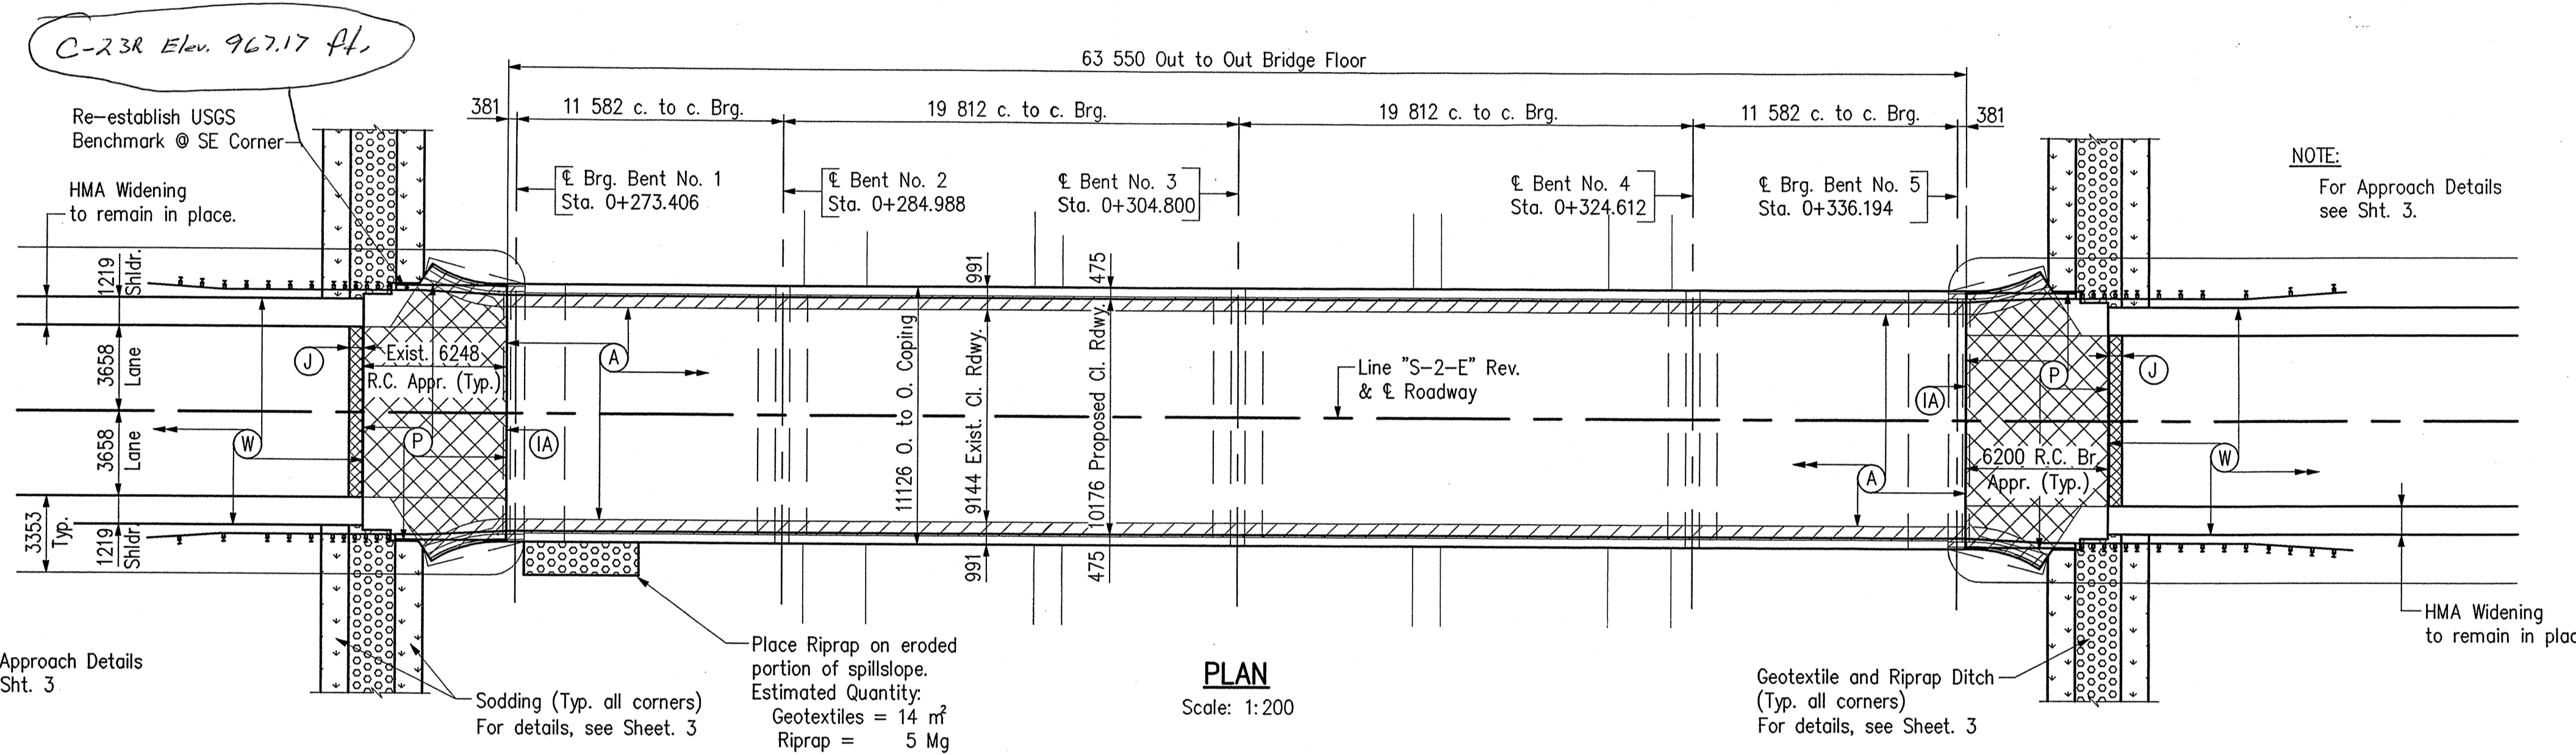 C-23R Elev. 967.17 ft.
63 550 Out to Out Bridge Floor
381
11 582 c. to c. Brg.
19 812 c. to c. Brg.
19 812 c. to c. Brg.
11 582 c. to c. Brg.
381
Re-establish USGS
Benchmark @ SE Corner
HMA Widening
to remain in place.
℄ Brg. Bent No. 1
Sta. 0+273.406
℄ Bent No. 2
Sta. 0+284.988
℄ Bent No. 3
Sta. 0+304.800
℄ Bent No. 4
Sta. 0+324.612
℄ Brg. Bent No. 5
Sta. 0+336.194
NOTE:
For Approach Details
see Sht. 3.
1219
Shldr.
3658
Lane
3658
Lane
1219
Shldr.
3353
Typ.
W
J
Exist. 6248
R.C. Appr. (Typ.)
P
IA
A
11126 O. to O. Coping
991
9144 Exist. Cl. Rdwy.
991
475
10176 Proposed Cl. Rdwy.
475
Line "S-2-E" Rev.
& ℄ Roadway
A
IA
P
J
6200 R.C. Br.
Appr. (Typ.)
W
HMA Widening
to remain in plac
Approach Details
Sht. 3
Sodding (Typ. all corners)
For details, see Sheet. 3
Place Riprap on eroded
portion of spillslope.
Estimated Quantity:
Geotextiles = 14 m²
Riprap = 5 Mg
PLAN
Scale: 1:200
Geotextile and Riprap Ditch
(Typ. all corners)
For details, see Sheet. 3